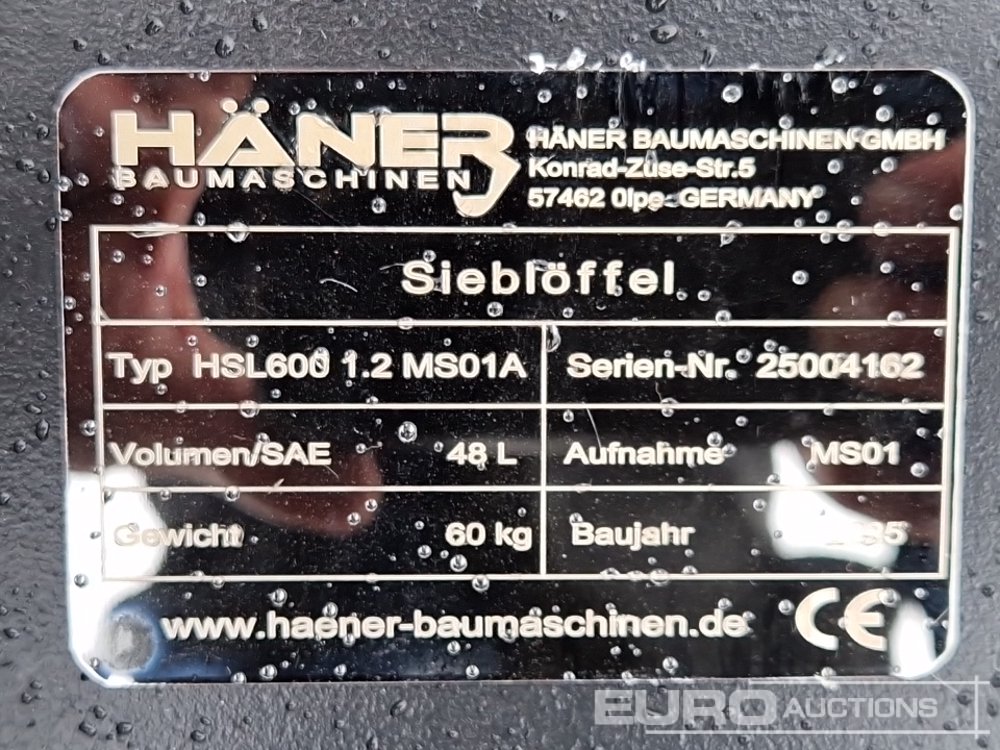 HÄNER
BAUMASCHINEN
HÄNER BAUMASCHINEN GMBH
Konrad-Zuse-Str.5
57462 Olpe- GERMANY
Sieblöffel
Typ HSL600 1.2 MS01A
Serien-Nr. 25004162
Volumen/SAE 48 L
Aufnahme MS01
Gewicht 60 kg
Baujahr
www.haener-baumaschinen.de CE
EURO AUCTIONS